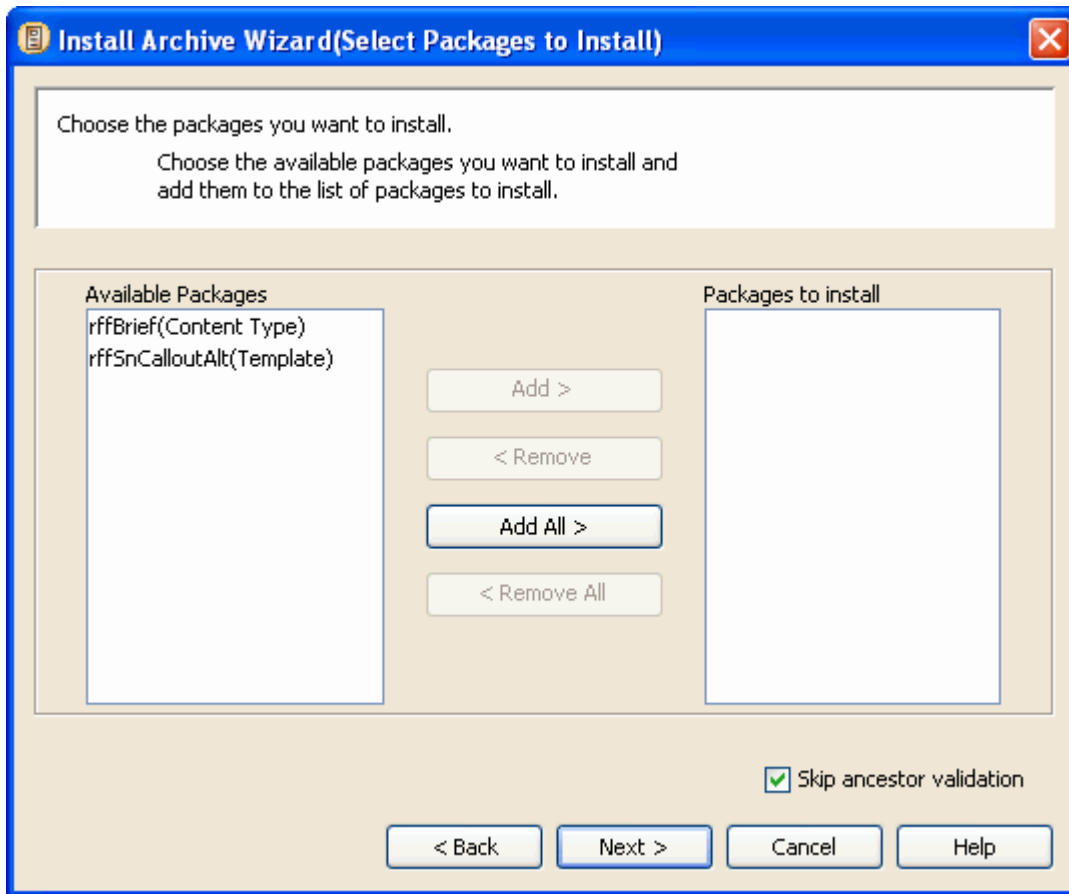 Install Archive Wizard(Select Packages to Install)
Choose the packages you want to install.
Choose the available packages you want to install and
add them to the list of packages to install.
Available Packages
rffBrief(Content Type)
rffSnCalloutAlt(Template)
Add >
< Remove
Add All >
< Remove All
Packages to install
Skip ancestor validation
< Back
Next >
Cancel
Help